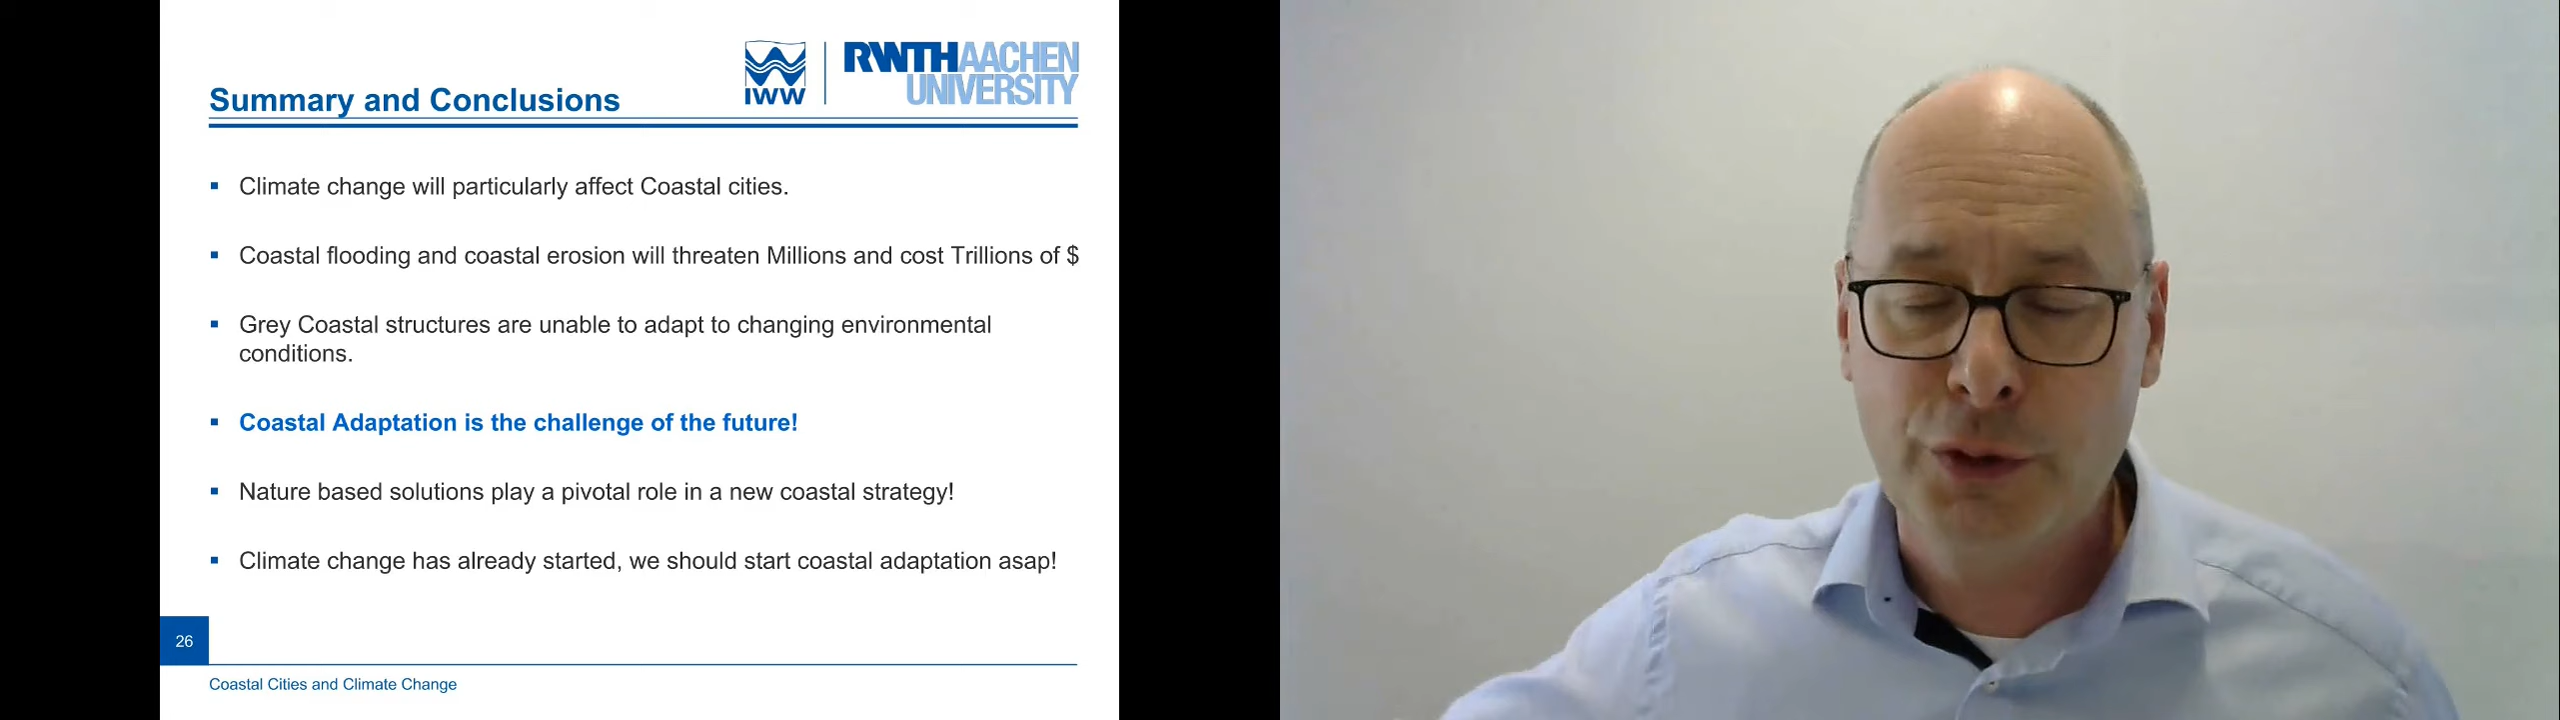 IWW
RWTHAACHEN
UNIVERSITY
Summary and Conclusions
▪ Climate change will particularly affect Coastal cities.
▪ Coastal flooding and coastal erosion will threaten Millions and cost Trillions of $
▪ Grey Coastal structures are unable to adapt to changing environmental
conditions.
▪ Coastal Adaptation is the challenge of the future!
▪ Nature based solutions play a pivotal role in a new coastal strategy!
▪ Climate change has already started, we should start coastal adaptation asap!
26
Coastal Cities and Climate Change